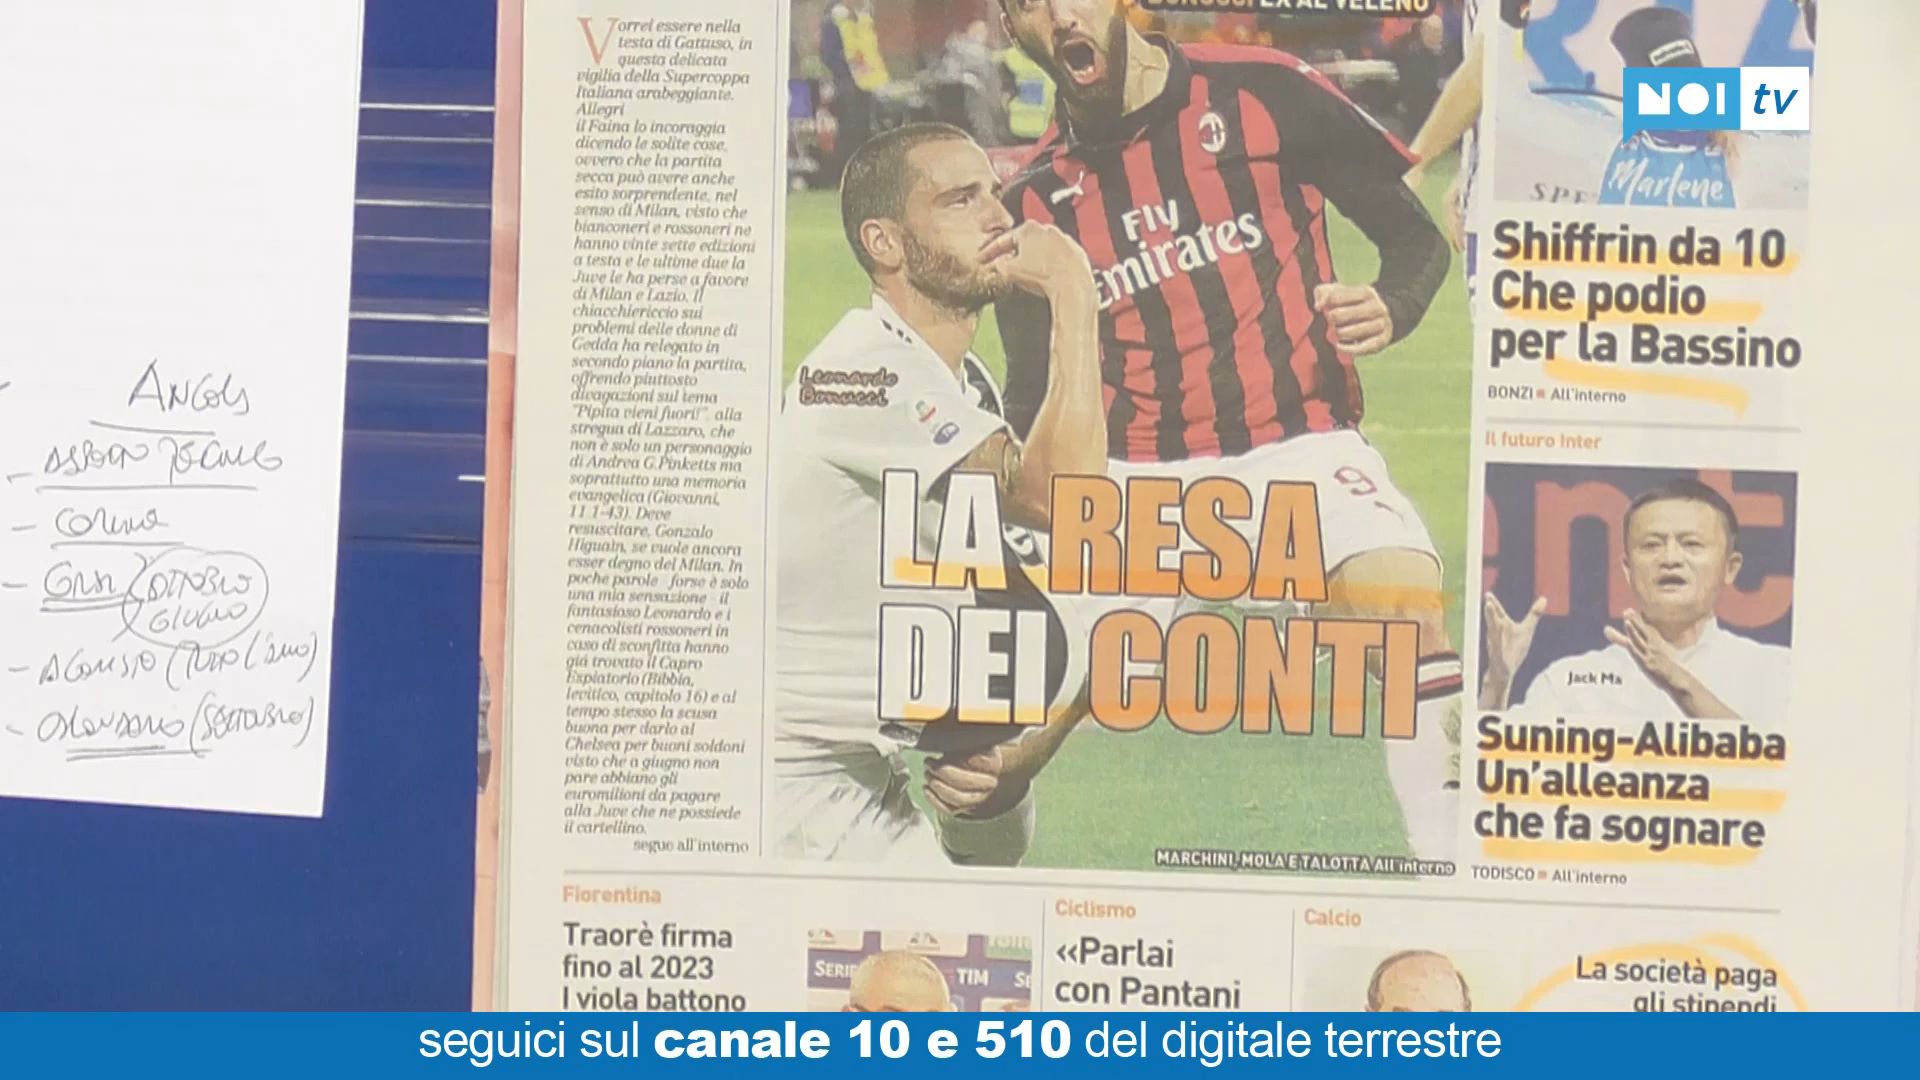 Vorrei essere nella
testa di Gattuso, in
questa delicata
vigilia della Supercoppa
Italiana arabeggiante.
Allegri
il Faina lo incoraggia
dicendo le solite cose,
ovvero che la partita
secca può avere anche
esito sorprendente, nel
senso di Milan, visto che
bianconeri e rossoneri ne
hanno vinte sette edizioni
a testa e le ultime due la
Juve le ha perse a favore
di Milan e Lazio. Il
chiacchiericcio sui
problemi delle donne di
Gedda ha relegato in
secondo piano la partita,
offrendo piuttosto
divagazioni sul tema
"Pipita vieni fuori!", alla
stregua di Lazzaro, che
non è solo un personaggio
di Andrea G.Pinketts ma
soprattutto una memoria
evangelica (Giovanni,
11.1-43). Deve
resuscitare, Gonzalo
Higuain, se vuole ancora
esser degno del Milan. In
poche parole - forse è solo
una mia sensazione - il
fantasioso Leonardo e i
cenacolisti rossoneri in
caso di sconfitta hanno
già trovato il Capro
Espiatorio (Bibbia,
levitico, capitolo 16) e al
tempo stesso la scusa
buona per darlo al
Chelsea per buoni soldoni
visto che a giugno non
pare abbiano gli
euromilioni da pagare
alla Juve che ne possiede
il cartellino.
segue all'interno
Fly
Emirates
9
Leonardo
Bonucci
LA RESA
DEI CONTI
MARCHINI, MOLA E TALOTTA All'interno
NOI tv
Marlene
Shiffrin da 10
Che podio
per la Bassino
BONZI ■ All'interno
Il futuro Inter
Jack Ma
Suning-Alibaba
Un'alleanza
che fa sognare
TODISCO ■ All'interno
Fiorentina
Traorè firma
fino al 2023
I viola battono
SERIE
TIM
Ciclismo
«Parlai
con Pantani
Calcio
La società paga
gli stipendi
seguici sul canale 10 e 510 del digitale terrestre